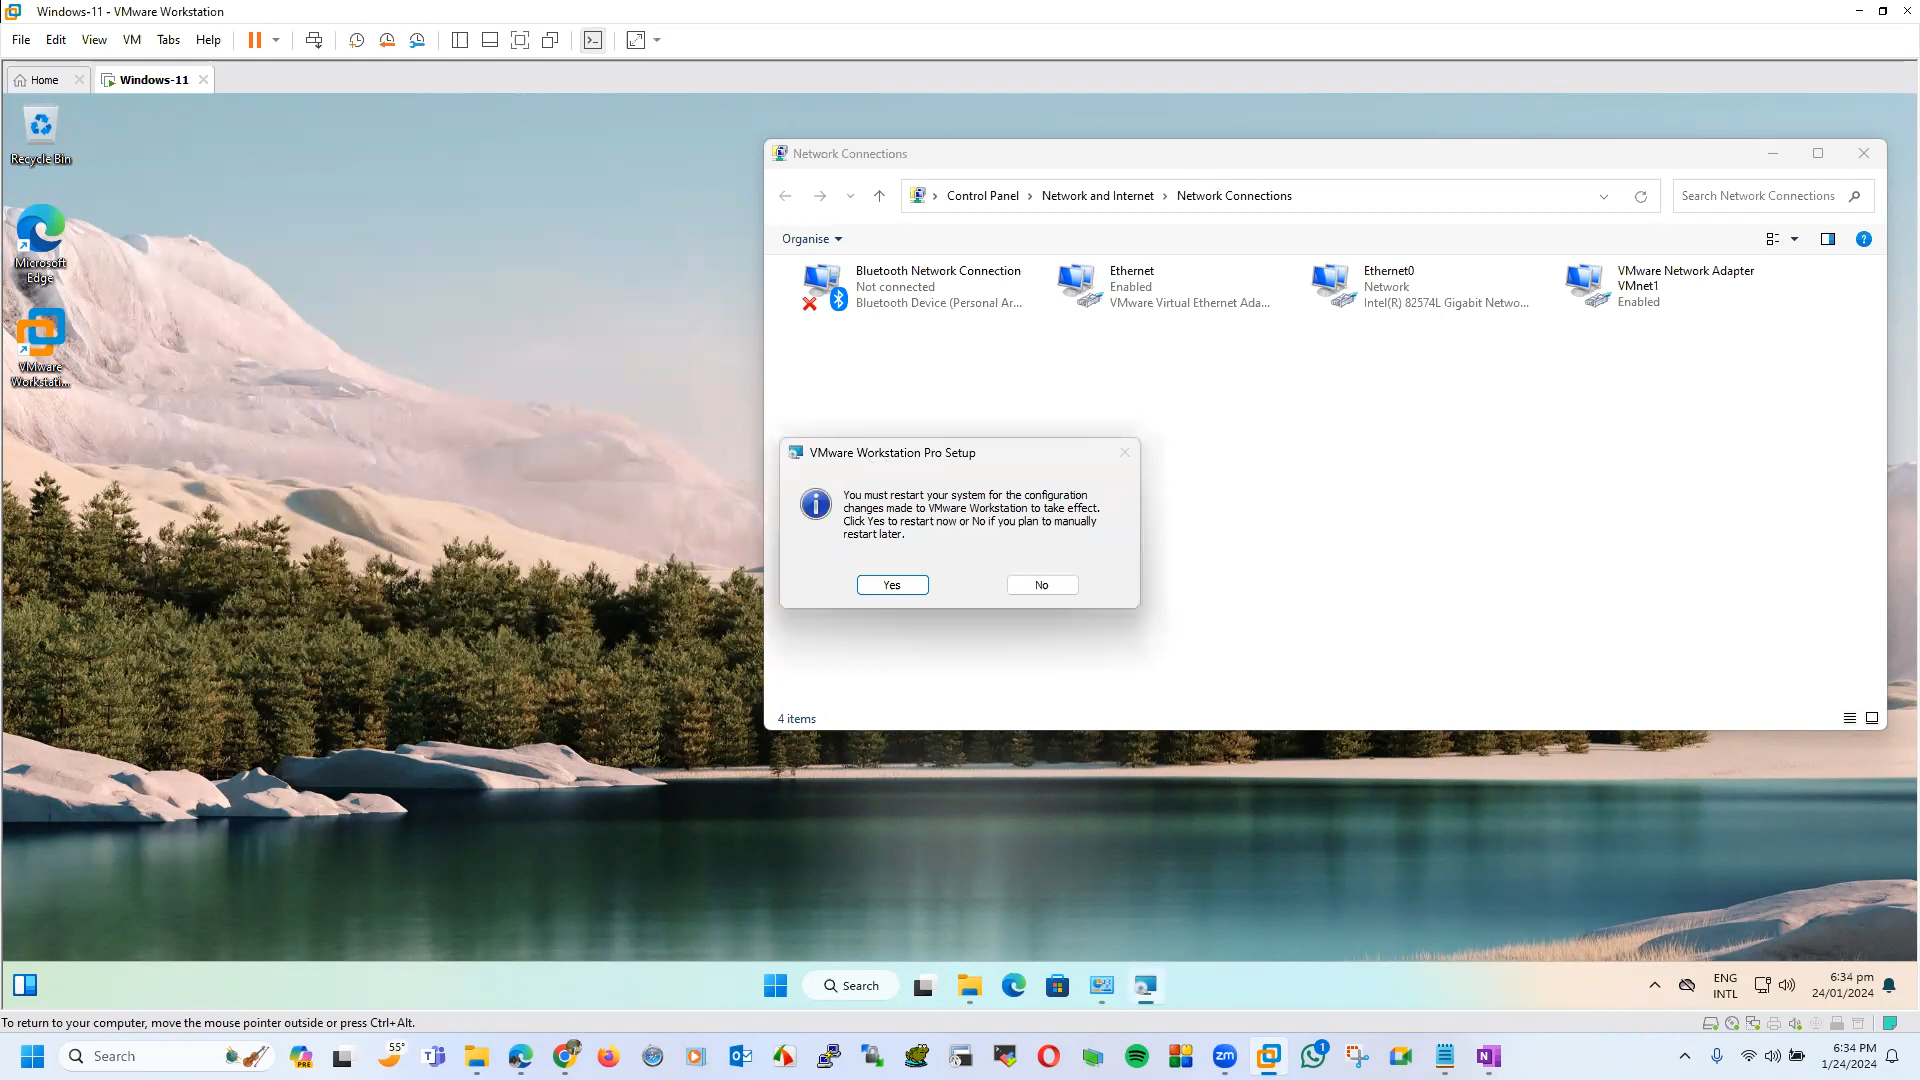 Windows-11 - VMware Workstation
File Edit View VM Tabs Help
Home Windows-11
Recycle Bin
Microsoft
Edge
VMware
Workstati...
Network Connections
Control Panel Network and Internet Network Connections
Search Network Connections
Organise
Bluetooth Network Connection
Not connected
Bluetooth Device (Personal Ar...
Ethernet
Enabled
VMware Virtual Ethernet Ada...
Ethernet0
Network
Intel(R) 82574L Gigabit Netwo...
VMware Network Adapter
VMnet1
Enabled
VMware Workstation Pro Setup
You must restart your system for the configuration
changes made to VMware Workstation to take effect.
Click Yes to restart now or No if you plan to manually
restart later.
Yes No
4 items
Search
ENG
INTL
6:34 pm
24/01/2024
To return to your computer, move the mouse pointer outside or press Ctrl+Alt.
Search
PRE
55°
zm
1
6:34 PM
1/24/2024